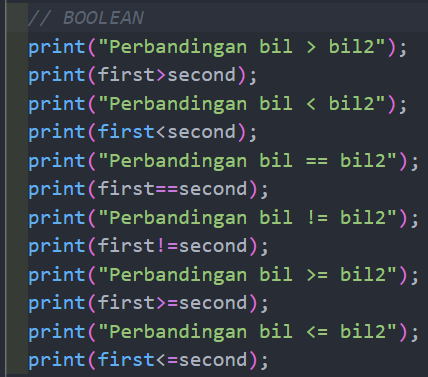 // BOOLEAN
print("Perbandingan bil > bil2");
print(first>second);
print("Perbandingan bil < bil2");
print(first<second);
print("Perbandingan bil == bil2");
print(first==second);
print("Perbandingan bil != bil2");
print(first!=second);
print("Perbandingan bil >= bil2");
print(first>=second);
print("Perbandingan bil <= bil2");
print(first<=second);